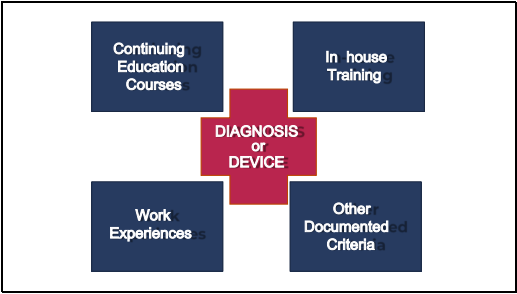 Continuing
Education
Courses
In house
Training
DIAGNOSIS
or
DEVICE
Work
Experiences
Other
Documented
Criteria